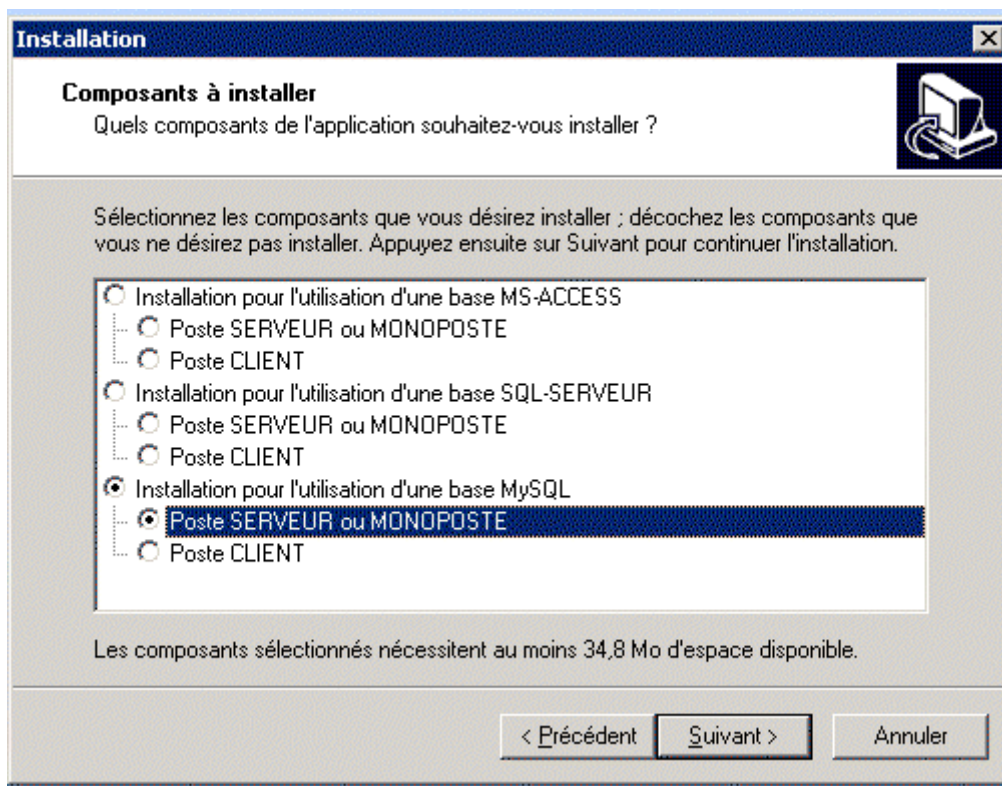 Installation
Composants à installer
Quels composants de l'application souhaitez-vous installer ?
Sélectionnez les composants que vous désirez installer ; décochez les composants que
vous ne désirez pas installer. Appuyez ensuite sur Suivant pour continuer l'installation.
Installation pour l'utilisation d'une base MS-ACCESS
Poste SERVEUR ou MONOPOSTE
Poste CLIENT
Installation pour l'utilisation d'une base SQL-SERVEUR
Poste SERVEUR ou MONOPOSTE
Poste CLIENT
Installation pour l'utilisation d'une base MySQL
Poste SERVEUR ou MONOPOSTE
Poste CLIENT
Les composants sélectionnés nécessitent au moins 34,8 Mo d'espace disponible.
< Précédent Suivant > Annuler